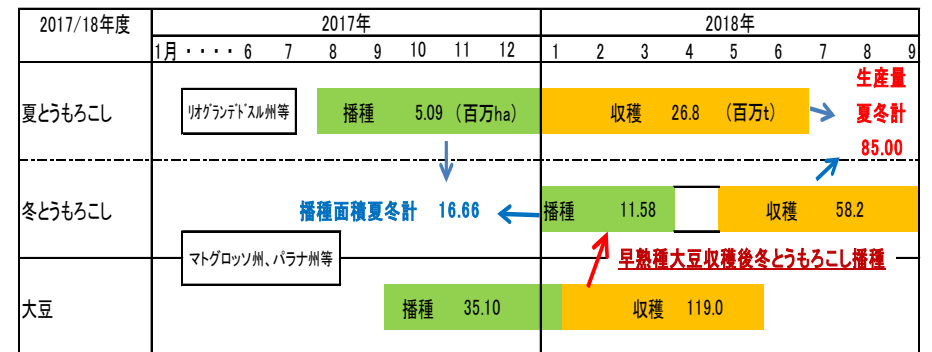 2017/18年度 2017年 2018年
1月 ・・・・ 6 7 8 9 10 11 12 1 2 3 4 5 6 7 8 9
生産量
夏とうもろこし ﾘｵｸﾞﾗﾝﾃﾞﾄﾞｽﾙ州等 播種 5.09 （百万ha） 収穫 26.8 （百万t） 夏冬計
85.00
冬とうもろこし 播種面積夏冬計 16.66 播種 11.58 収穫 58.2
マトグロッソ州、パラナ州等 早熟種大豆収穫後冬とうもろこし播種
大豆 播種 35.10 収穫 119.0